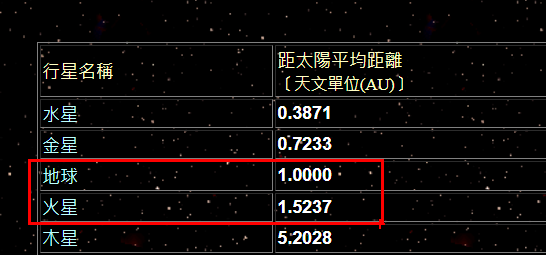 行星名稱
距太陽平均距離
〔天文單位(AU)〕
水星 0.3871
金星 0.7233
地球 1.0000
火星 1.5237
木星 5.2028